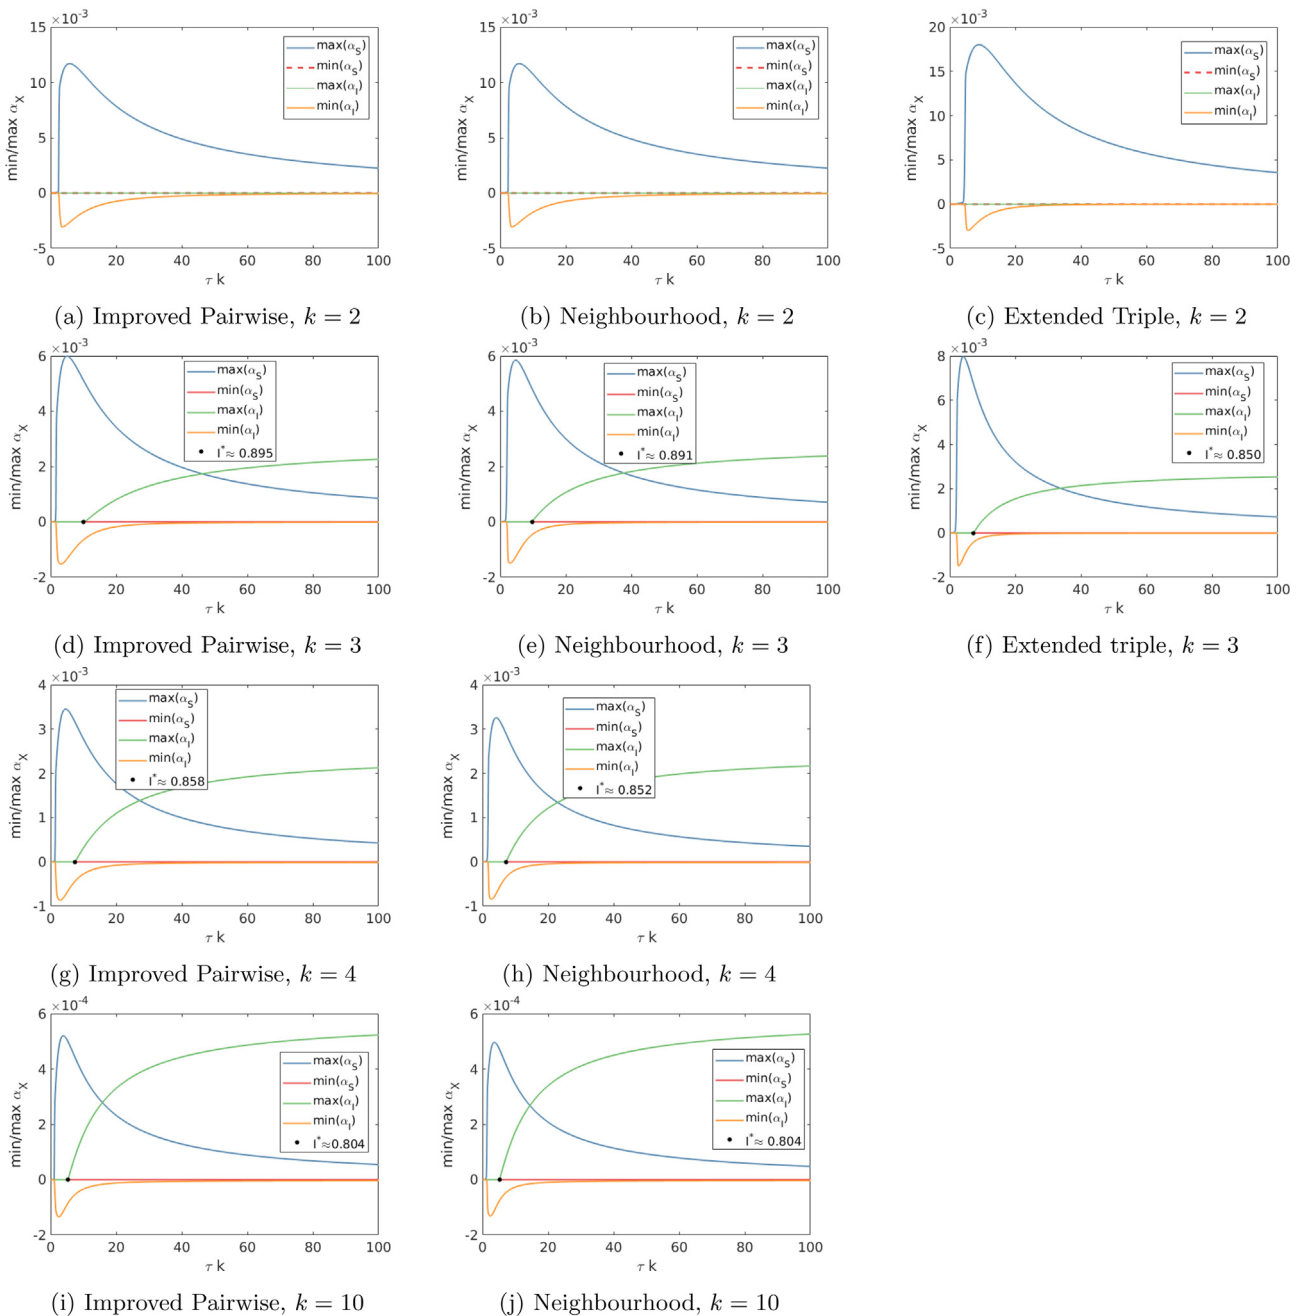 ×10⁻³
15
10
5
0
-5
min/max α_X
0 20 40 60 80 100
τ k
max(α_S)
min(α_S)
max(α_I)
min(α_I)
(a) Improved Pairwise, k = 2
×10⁻³
15
10
5
0
-5
min/max α_X
0 20 40 60 80 100
τ k
max(α_S)
min(α_S)
max(α_I)
min(α_I)
(b) Neighbourhood, k = 2
×10⁻³
20
15
10
5
0
-5
min/max α_X
0 20 40 60 80 100
τ k
max(α_S)
min(α_S)
max(α_I)
min(α_I)
(c) Extended Triple, k = 2
×10⁻³
6
4
2
0
-2
min/max α_X
0 20 40 60 80 100
τ k
max(α_S)
min(α_S)
max(α_I)
min(α_I)
I* ≈ 0.895
(d) Improved Pairwise, k = 3
×10⁻³
6
4
2
0
-2
min/max α_X
0 20 40 60 80 100
τ k
max(α_S)
min(α_S)
max(α_I)
min(α_I)
I* ≈ 0.891
(e) Neighbourhood, k = 3
×10⁻³
8
6
4
2
0
-2
min/max α_X
0 20 40 60 80 100
τ k
max(α_S)
min(α_S)
max(α_I)
min(α_I)
I* ≈ 0.850
(f) Extended triple, k = 3
×10⁻³
4
3
2
1
0
-1
min/max α_X
0 20 40 60 80 100
τ k
max(α_S)
min(α_S)
max(α_I)
min(α_I)
I* ≈ 0.858
(g) Improved Pairwise, k = 4
×10⁻³
4
3
2
1
0
-1
min/max α_X
0 20 40 60 80 100
τ k
max(α_S)
min(α_S)
max(α_I)
min(α_I)
I* ≈ 0.852
(h) Neighbourhood, k = 4
×10⁻⁴
6
4
2
0
-2
min/max α_X
0 20 40 60 80 100
τ k
max(α_S)
min(α_S)
max(α_I)
min(α_I)
I* ≈0.804
(i) Improved Pairwise, k = 10
×10⁻⁴
6
4
2
0
-2
min/max α_X
0 20 40 60 80 100
τ k
max(α_S)
min(α_S)
max(α_I)
min(α_I)
I* ≈0.804
(j) Neighbourhood, k = 10